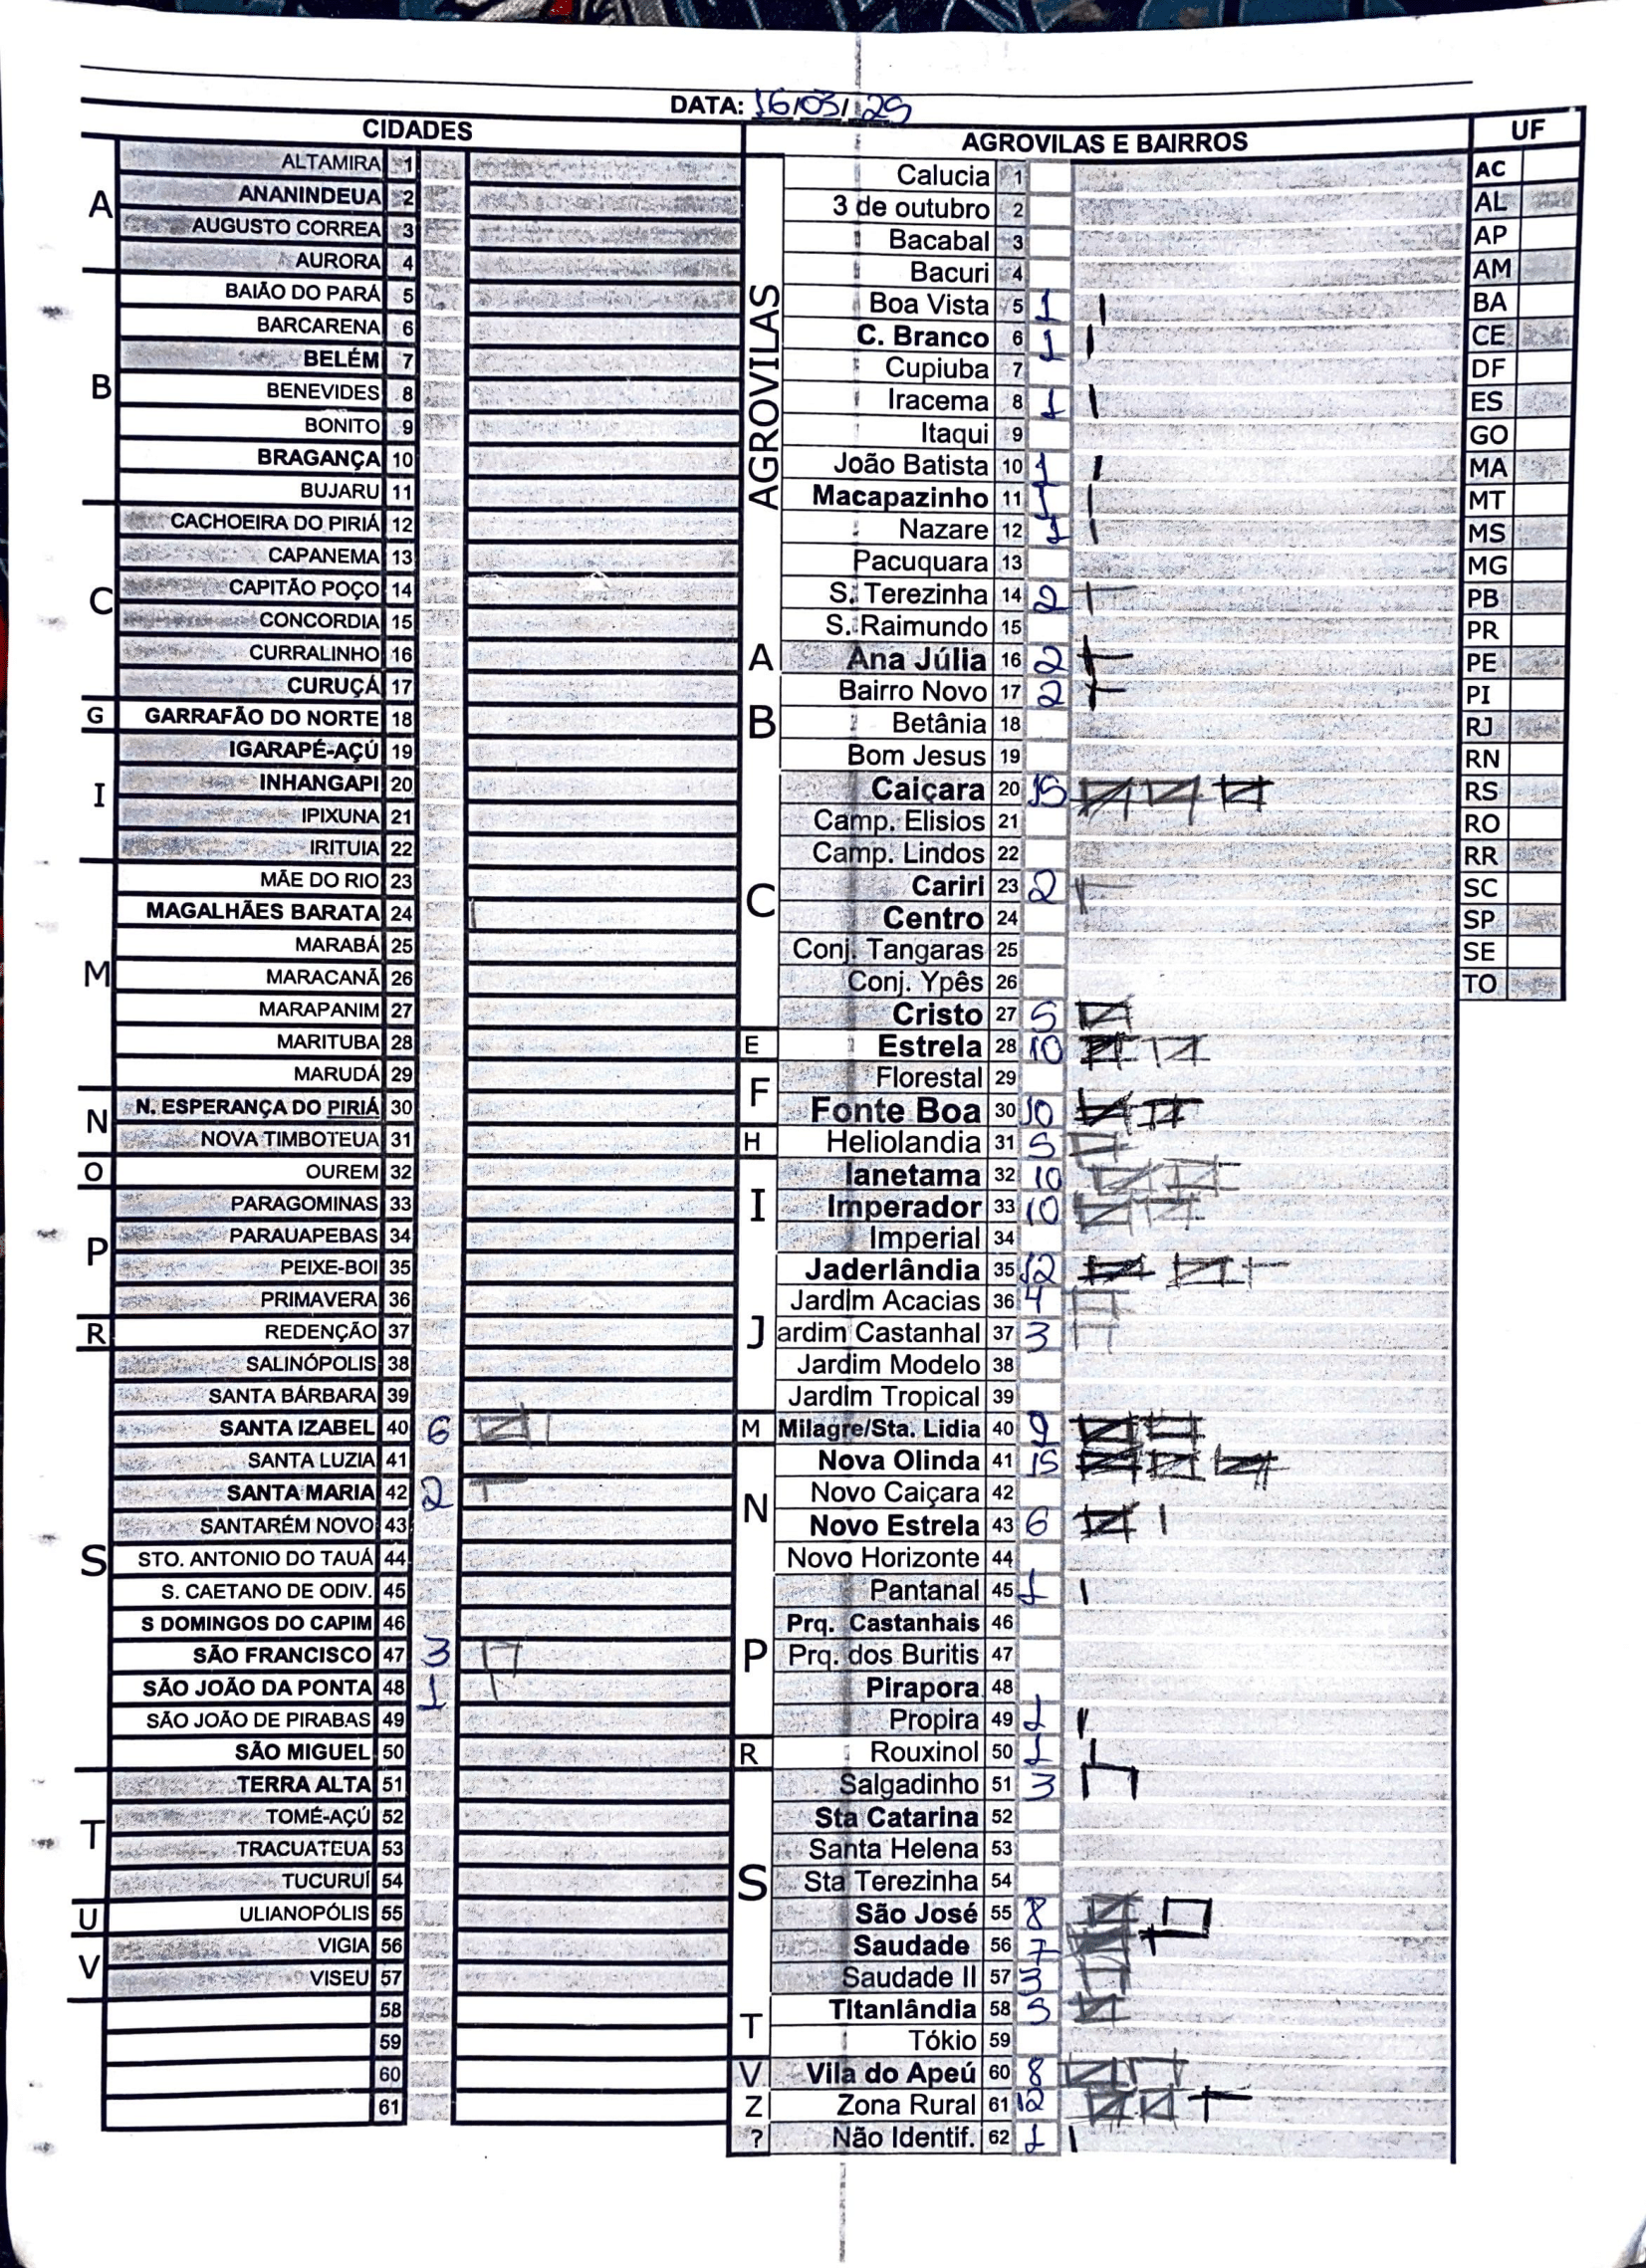 DATA: 16/03/25
CIDADES
A
ALTAMIRA 1
ANANINDEUA 2
AUGUSTO CORREA 3
AURORA 4
B
BAIÃO DO PARÁ 5
BARCARENA 6
BELÉM 7
BENEVIDES 8
BONITO 9
BRAGANÇA 10
BUJARU 11
C
CACHOEIRA DO PIRIÁ 12
CAPANEMA 13
CAPITÃO POÇO 14
CONCORDIA 15
CURRALINHO 16
CURUÇÁ 17
G
GARRAFÃO DO NORTE 18
I
IGARAPÉ-AÇÚ 19
INHANGAPI 20
IPIXUNA 21
IRITUIA 22
M
MÃE DO RIO 23
MAGALHÃES BARATA 24
MARABÁ 25
MARACANÃ 26
MARAPANIM 27
MARITUBA 28
MARUDÁ 29
N
N. ESPERANÇA DO PIRIÁ 30
NOVA TIMBOTEUA 31
O
OUREM 32
P
PARAGOMINAS 33
PARAUAPEBAS 34
PEIXE-BOI 35
PRIMAVERA 36
R
REDENÇÃO 37
S
SALINÓPOLIS 38
SANTA BÁRBARA 39
SANTA IZABEL 40 6
SANTA LUZIA 41
SANTA MARIA 42 2
SANTARÉM NOVO 43
STO. ANTONIO DO TAUÁ 44
S. CAETANO DE ODIV. 45
S DOMINGOS DO CAPIM 46
SÃO FRANCISCO 47 3
SÃO JOÃO DA PONTA 48 1
SÃO JOÃO DE PIRABAS 49
SÃO MIGUEL 50
T
TERRA ALTA 51
TOMÉ-AÇÚ 52
TRACUATEUA 53
TUCURUÍ 54
U
ULIANOPÓLIS 55
V
VIGIA 56
VISEU 57
58
59
60
61
AGROVILAS E BAIRROS
AGROVILAS
Calucia 1
3 de outubro 2
Bacabal 3
Bacuri 4
Boa Vista 5 1
C. Branco 6 1
Cupiuba 7
Iracema 8 1
Itaqui 9
João Batista 10 1
Macapazinho 11 1
Nazare 12 1
Pacuquara 13
S. Terezinha 14 2
S. Raimundo 15
A
Ana Júlia 16 2
B
Bairro Novo 17 2
Betânia 18
Bom Jesus 19
C
Caiçara 20 15
Camp. Elisios 21
Camp. Lindos 22
Cariri 23 2
Centro 24
Conj. Tangaras 25
Conj. Ypês 26
Cristo 27 5
E
Estrela 28 10
F
Florestal 29
Fonte Boa 30 10
H
Heliolandia 31 5
I
Ianetama 32 10
Imperador 33 10
Imperial 34
J
Jaderlândia 35 12
Jardim Acacias 36 4
ardim Castanhal 37 3
Jardim Modelo 38
Jardim Tropical 39
M
Milagre/Sta. Lidia 40 9
N
Nova Olinda 41 15
Novo Caiçara 42
Novo Estrela 43 6
Novo Horizonte 44
P
Pantanal 45 1
Prq. Castanhais 46
Prq. dos Buritis 47
Pirapora 48
Propira 49 1
R
Rouxinol 50 1
S
Salgadinho 51 3
Sta Catarina 52
Santa Helena 53
Sta Terezinha 54
São José 55 8
Saudade 56 7
Saudade II 57 3
T
Titanlândia 58 5
Tókio 59
V
Vila do Apeú 60 8
Z
Zona Rural 61 12
?
Não Identif. 62 1
UF
AC
AL
AP
AM
BA
CE
DF
ES
GO
MA
MT
MS
MG
PB
PR
PE
PI
RJ
RN
RS
RO
RR
SC
SP
SE
TO